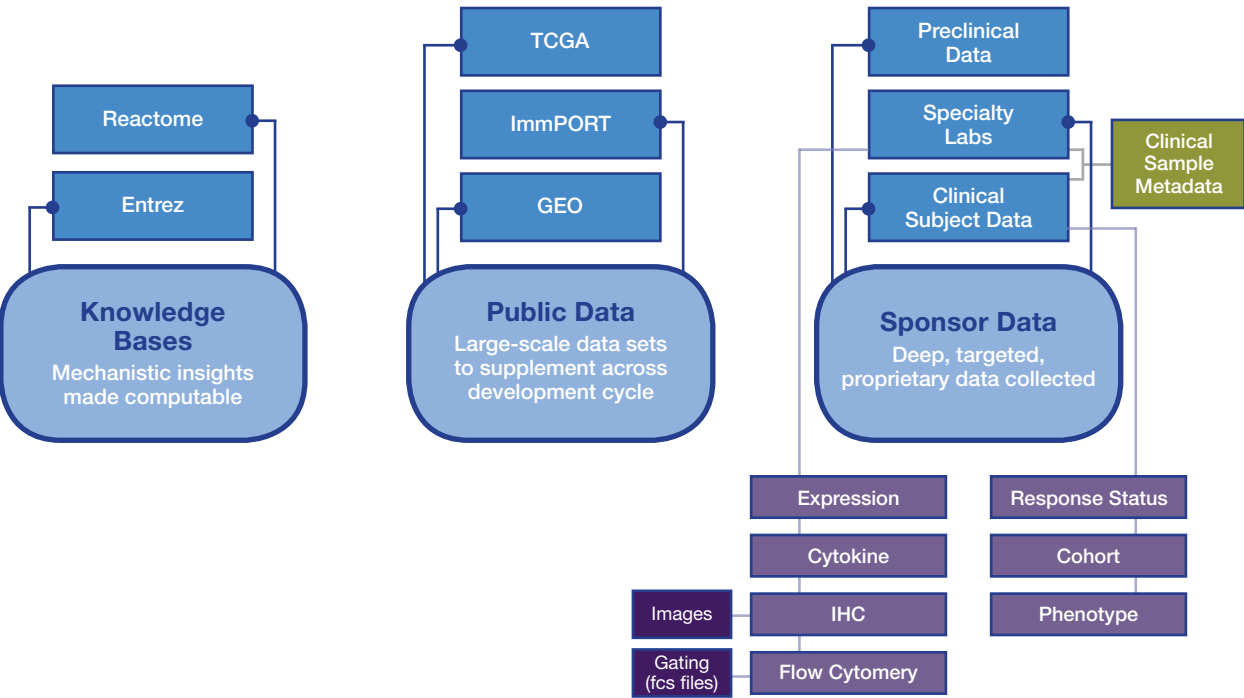 Reactome
Entrez
Knowledge
Bases
Mechanistic insights
made computable
TCGA
ImmPORT
GEO
Public Data
Large-scale data sets
to supplement across
development cycle
Preclinical
Data
Specialty
Labs
Clinical
Subject Data
Clinical
Sample
Metadata
Sponsor Data
Deep, targeted,
proprietary data collected
Expression
Cytokine
IHC
Flow Cytomery
Images
Gating
(fcs files)
Response Status
Cohort
Phenotype